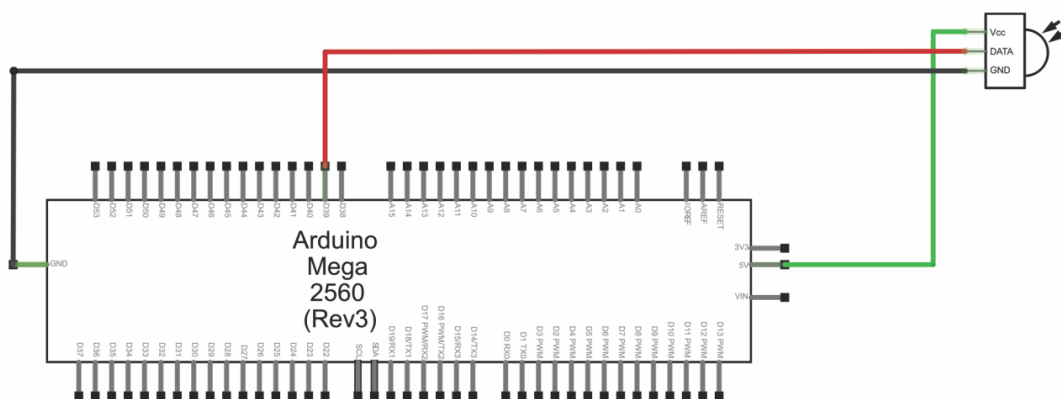 Vcc
DATA
GND
D53
D52
D51
D50
D49
D48
D47
D46
D45
D44
D43
D42
D41
D40
D39
D38
A15
A14
A13
A12
A11
A10
A9
A8
A7
A6
A5
A4
A3
A2
A1
A0
IOREF
AREF
RESET
Arduino
Mega
2560
(Rev3)
GND
3V3
5V
VIN
D37
D36
D35
D34
D33
D32
D31
D30
D29
D28
D27
D26
D25
D24
D23
D22
SCL
SDA
D19/RX1
D18/TX1
D17 PWM/RX2
D16 PWM/TX2
D15/RX3
D14/TX3
D0 RX0
D1 TX0
D3 PWM
D2 PWM
D4 PWM
D5 PWM
D6 PWM
D7 PWM
D8 PWM
D9 PWM
D10 PWM
D11 PWM
D12 PWM
D13 PWM